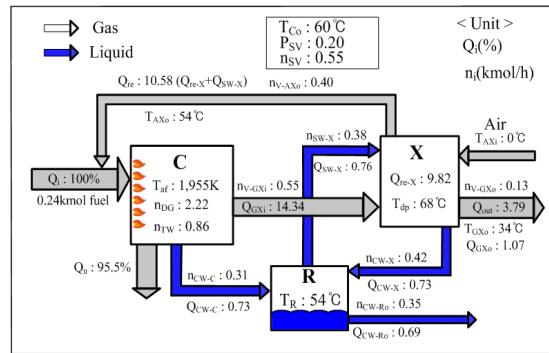 Gas
Liquid
T_Co : 60℃
P_SV : 0.20
n_SV : 0.55
< Unit >
Q_i(%)
n_i(kmol/h)
Q_re : 10.58 (Q_re-X+Q_SW-X)
n_V-AXo : 0.40
T_AXo : 54℃
Air
T_AXi : 0℃
n_SW-X : 0.38
Q_SW-X : 0.76
C
X
Q_i : 100%
0.24kmol fuel
T_af : 1,955K
n_DG : 2.22
n_TW : 0.86
n_V-GXi : 0.55
Q_GXi : 14.34
Q_re-X : 9.82
T_dp : 68℃
n_V-GXo : 0.13
Q_out : 3.79
T_GXo : 34℃
Q_GXo : 1.07
Q_u : 95.5%
n_CW-C : 0.31
Q_CW-C : 0.73
R
T_R : 54℃
n_CW-X : 0.42
Q_CW-X : 0.73
n_CW-Ro : 0.35
Q_CW-Ro : 0.69